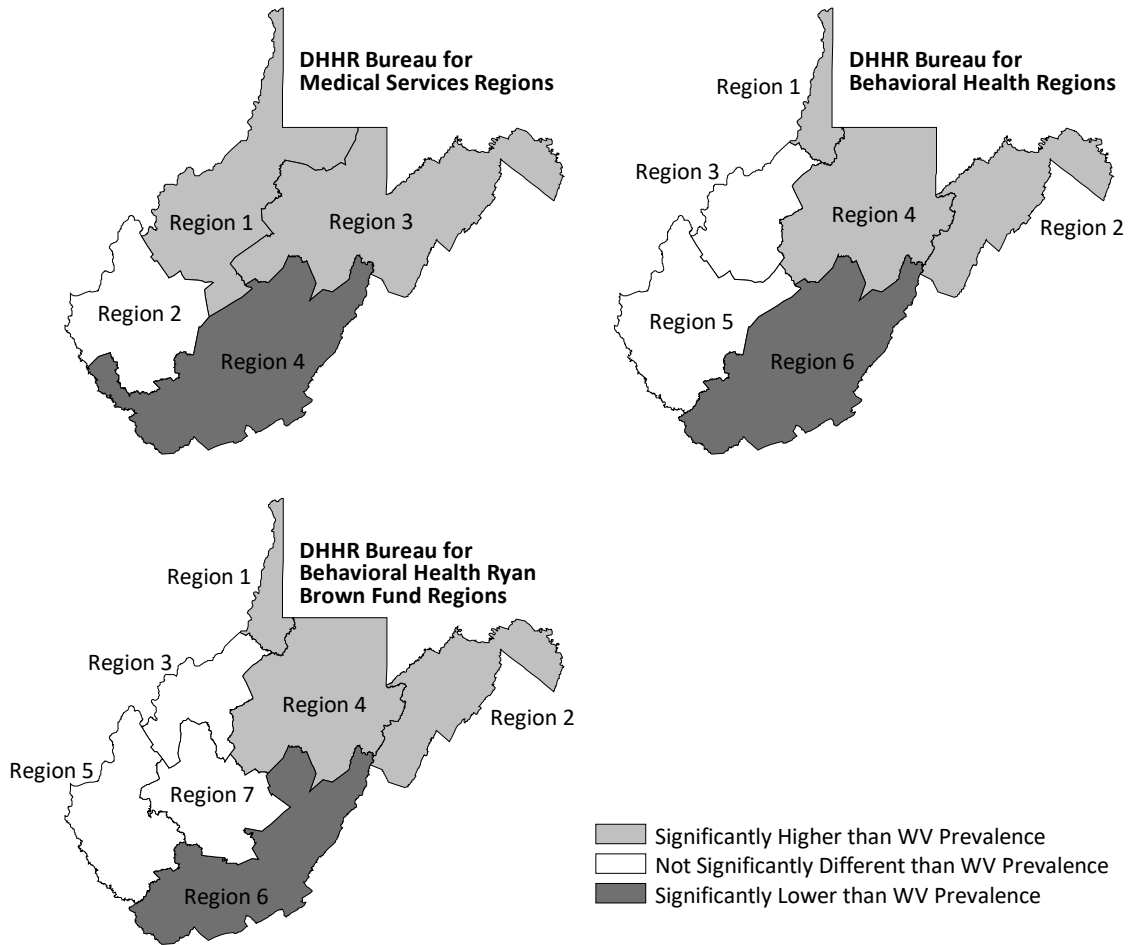 DHHR Bureau for
Medical Services Regions
Region 1
Region 3
Region 2
Region 4
DHHR Bureau for
Behavioral Health Regions
Region 1
Region 3
Region 4
Region 2
Region 5
Region 6
DHHR Bureau for
Behavioral Health Ryan
Brown Fund Regions
Region 1
Region 3
Region 4
Region 2
Region 5
Region 7
Region 6
Significantly Higher than WV Prevalence
Not Significantly Different than WV Prevalence
Significantly Lower than WV Prevalence